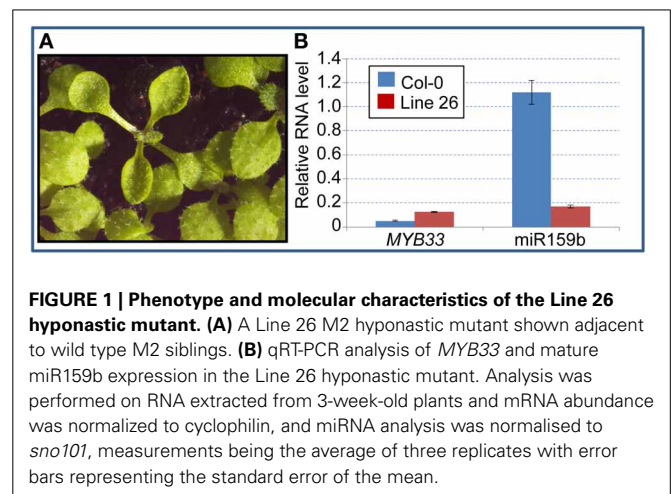 A
B
1.4
1.2
1.0
0.8
0.6
0.4
0.2
0
Relative RNA level
Col-0
Line 26
MYB33
miR159b
FIGURE 1 | Phenotype and molecular characteristics of the Line 26
hyponastic mutant. (A) A Line 26 M2 hyponastic mutant shown adjacent
to wild type M2 siblings. (B) qRT-PCR analysis of MYB33 and mature
miR159b expression in the Line 26 hyponastic mutant. Analysis was
performed on RNA extracted from 3-week-old plants and mRNA abundance
was normalized to cyclophilin, and miRNA analysis was normalised to
sno101, measurements being the average of three replicates with error
bars representing the standard error of the mean.